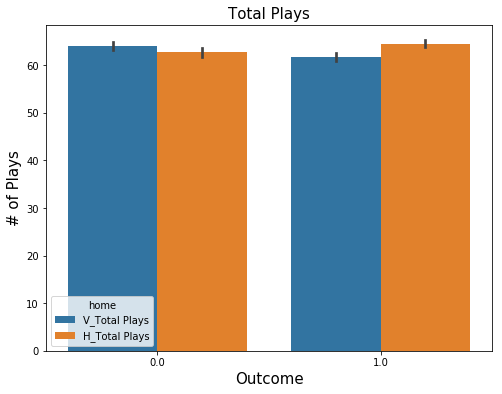 Total Plays
# of Plays
60
50
40
30
20
10
0
home
V_Total Plays
H_Total Plays
0.0
1.0
Outcome